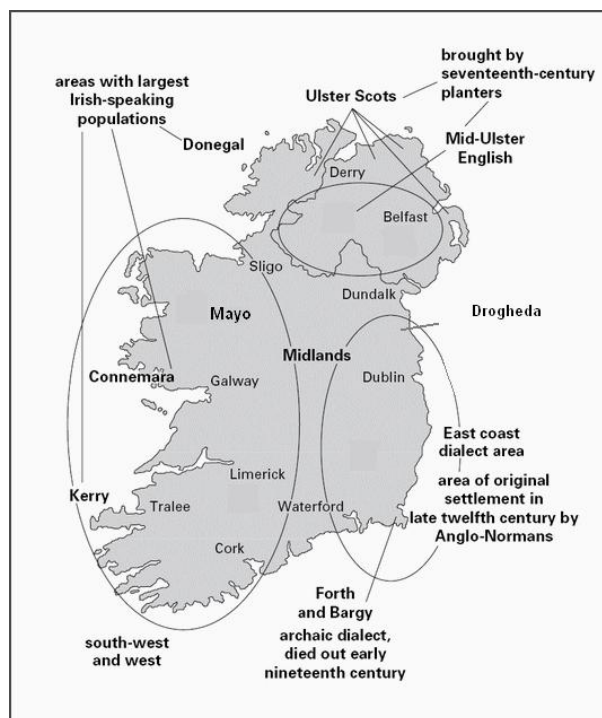 brought by
seventeenth-century
planters
areas with largest
Irish-speaking
populations
Ulster Scots
Donegal
Mid-Ulster
English
Derry
Belfast
Sligo
Dundalk
Mayo
Drogheda
Midlands
Connemara
Galway
Dublin
East coast
dialect area
area of original
settlement in
late twelfth century by
Anglo-Normans
Limerick
Kerry
Tralee
Waterford
Cork
Forth
and Bargy
archaic dialect,
died out early
nineteenth century
south-west
and west